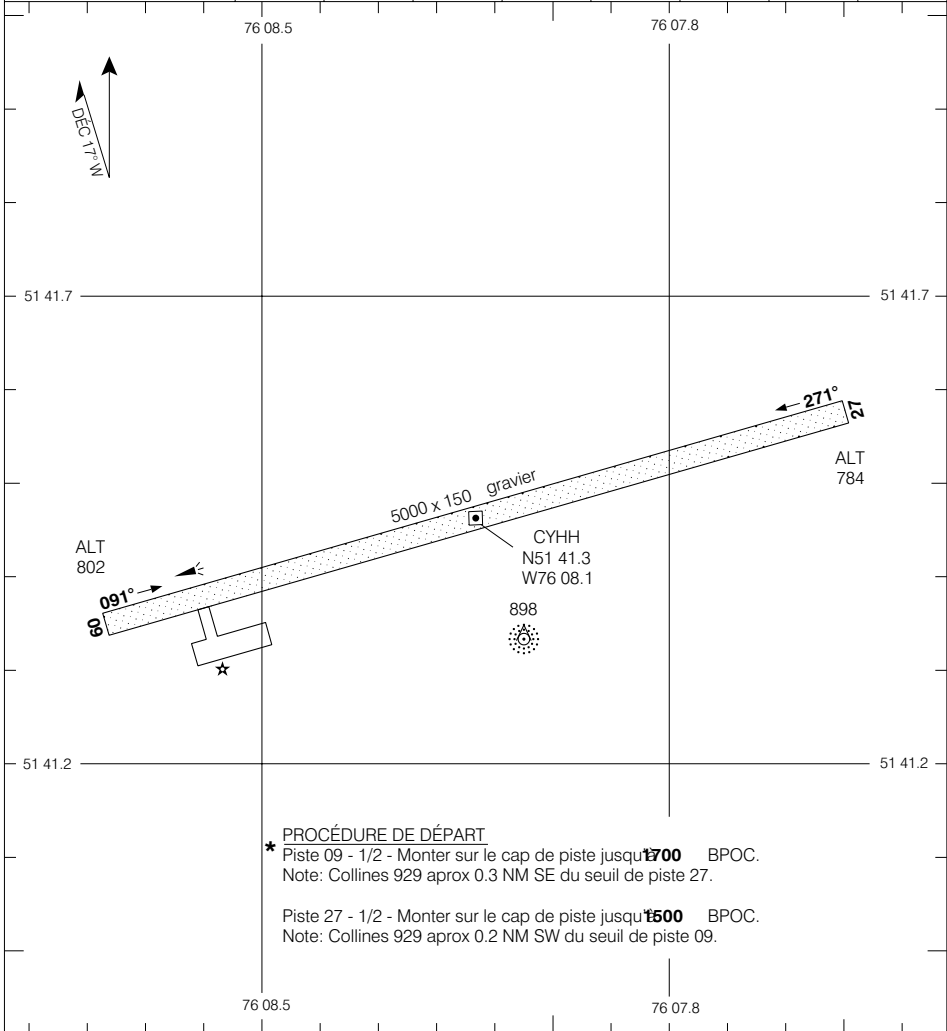 76 08.5
76 07.8
DÉC 17° W
51 41.7
51 41.7
271°
27
ALT
784
5000 x 150 gravier
CYHH
N51 41.3
W76 08.1
ALT
802
091°
09
898
51 41.2
51 41.2
* PROCÉDURE DE DÉPART
Piste 09 - 1/2 - Monter sur le cap de piste jusqu'à 1700 BPOC.
Note: Collines 929 aprox 0.3 NM SE du seuil de piste 27.
Piste 27 - 1/2 - Monter sur le cap de piste jusqu'à 1500 BPOC.
Note: Collines 929 aprox 0.2 NM SW du seuil de piste 09.
76 08.5
76 07.8